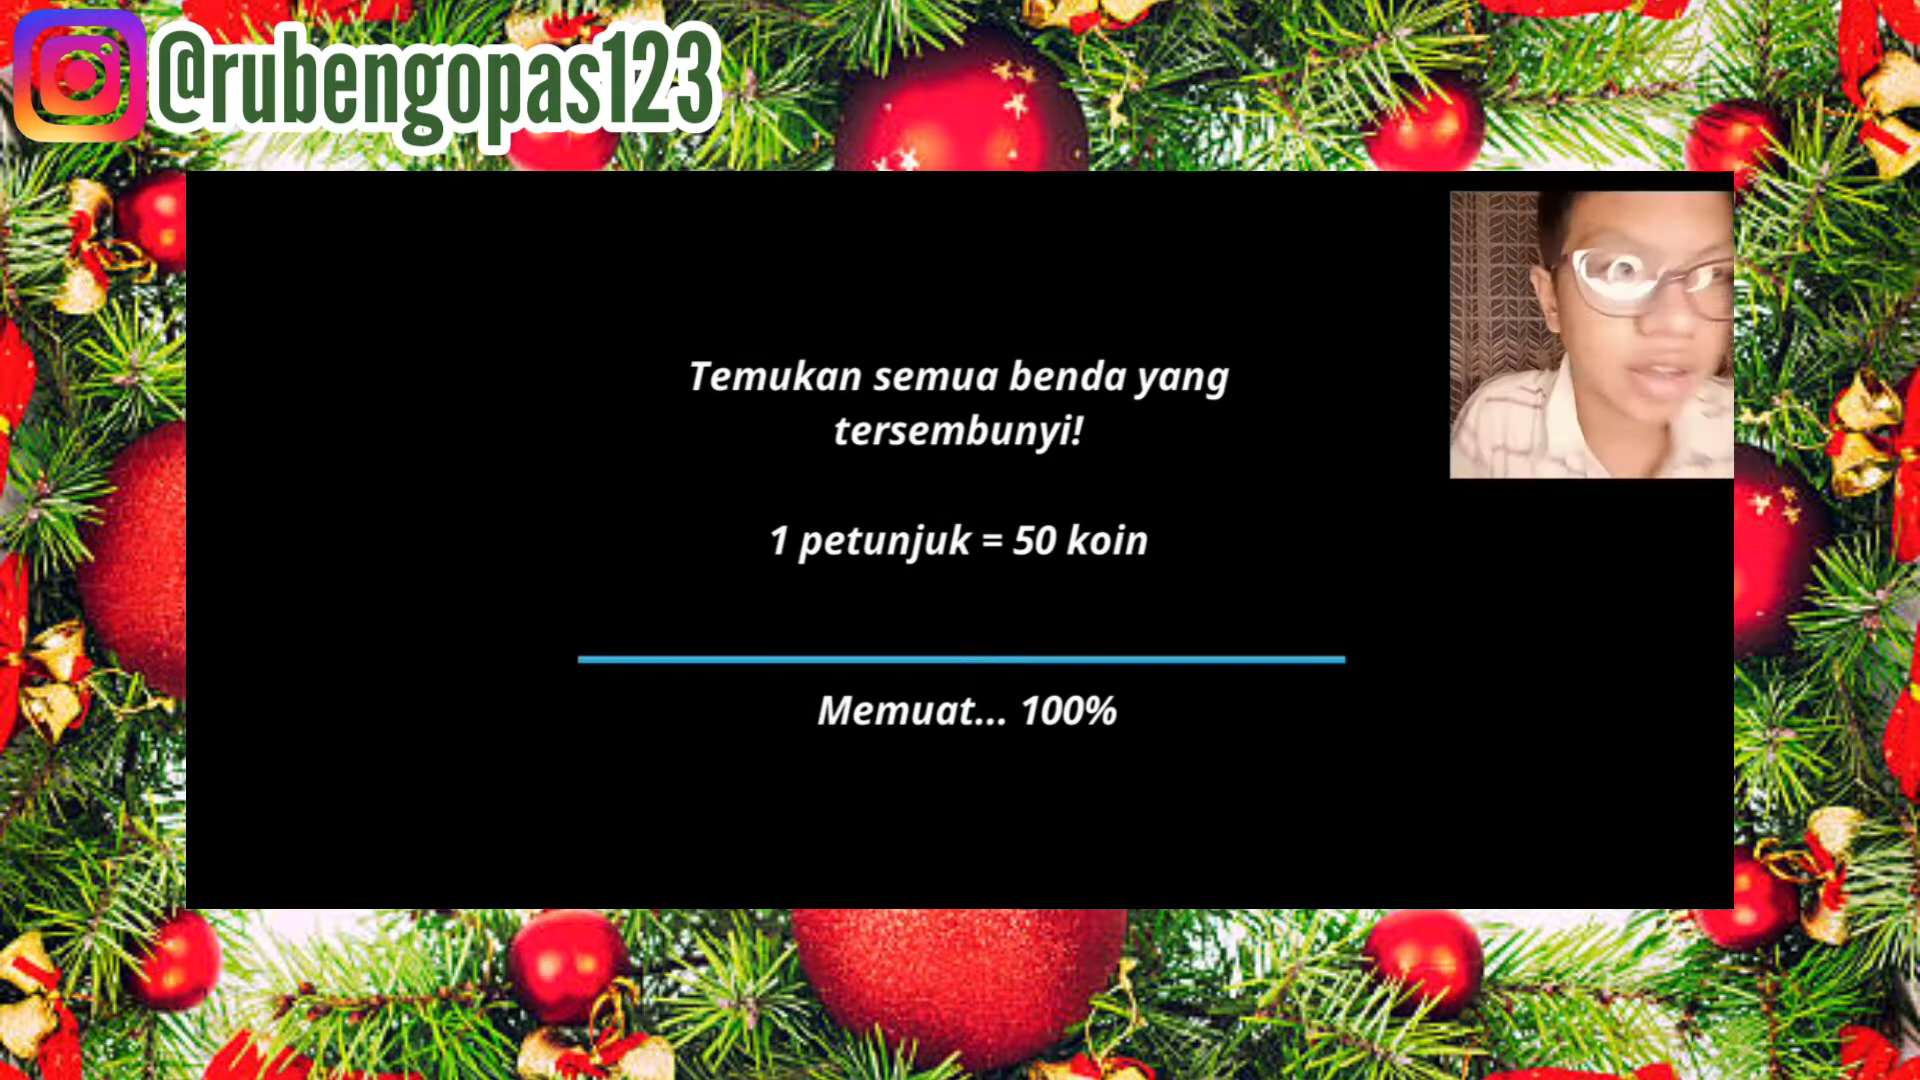 @rubengopas123
Temukan semua benda yang
tersembunyi!
1 petunjuk = 50 koin
Memuat... 100%